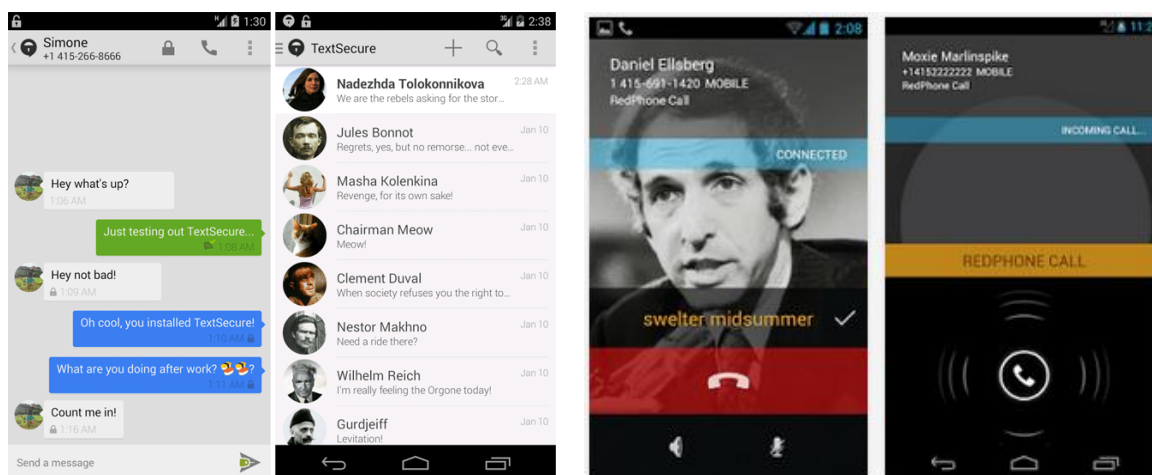 1:30
Simone
+1 415-266-8666
Hey what's up?
1:06 AM
Just testing out TextSecure...
1:08 AM
Hey not bad!
1:09 AM
Oh cool, you installed TextSecure!
1:10 AM
What are you doing after work? ?
1:11 AM
Count me in!
1:16 AM
Send a message
3G 2:38
TextSecure
Nadezhda Tolokonnikova 2:28 AM
We are the rebels asking for the stor...
Jules Bonnot Jan 10
Regrets, yes, but no remorse... not eve...
Masha Kolenkina Jan 10
Revenge, for its own sake!
Chairman Meow Jan 10
Meow!
Clement Duval Jan 10
When society refuses you the right to...
Nestor Makhno Jan 10
Need a ride there?
Wilhelm Reich Jan 10
I'm really feeling the Orgone today!
Gurdjeiff Jan 10
Levitation!
2:08
Daniel Ellsberg
1 415-691-1420 MOBILE
RedPhone Call
CONNECTED
swelter midsummer
Moxie Marlinspike
+14152222222 MOBILE
RedPhone Call
INCOMING CALL...
REDPHONE CALL